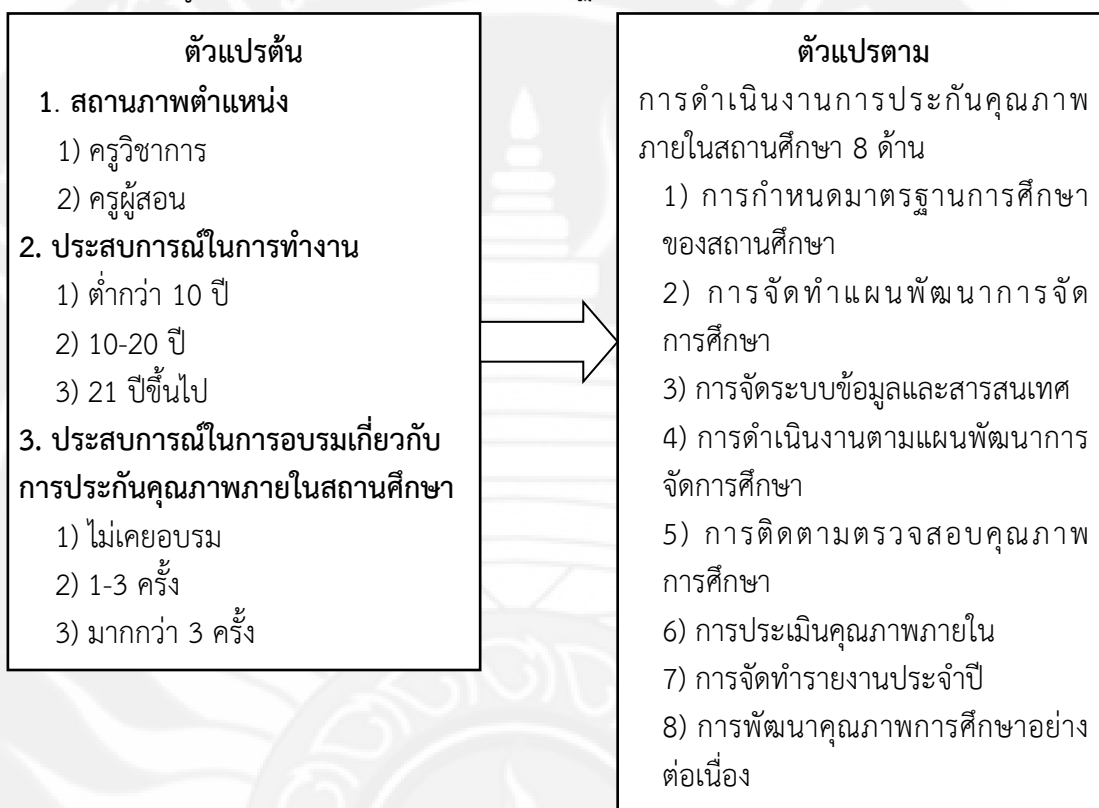 ตัวแปรต้น
1. สถานภาพตำแหน่ง
1) ครูวิชาการ
2) ครูผู้สอน
2. ประสบการณ์ในการทำงาน
1) ต่ำกว่า 10 ปี
2) 10-20 ปี
3) 21 ปีขึ้นไป
3. ประสบการณ์ในการอบรมเกี่ยวกับ
การประกันคุณภาพภายในสถานศึกษา
1) ไม่เคยอบรม
2) 1-3 ครั้ง
3) มากกว่า 3 ครั้ง
ตัวแปรตาม
การดำเนินงานการประกันคุณภาพ
ภายในสถานศึกษา 8 ด้าน
1) การกำหนดมาตรฐานการศึกษา
ของสถานศึกษา
2) การจัดทำแผนพัฒนาการจัด
การศึกษา
3) การจัดระบบข้อมูลและสารสนเทศ
4) การดำเนินงานตามแผนพัฒนาการ
จัดการศึกษา
5) การติดตามตรวจสอบคุณภาพ
การศึกษา
6) การประเมินคุณภาพภายใน
7) การจัดทำรายงานประจำปี
8) การพัฒนาคุณภาพการศึกษาอย่าง
ต่อเนื่อง